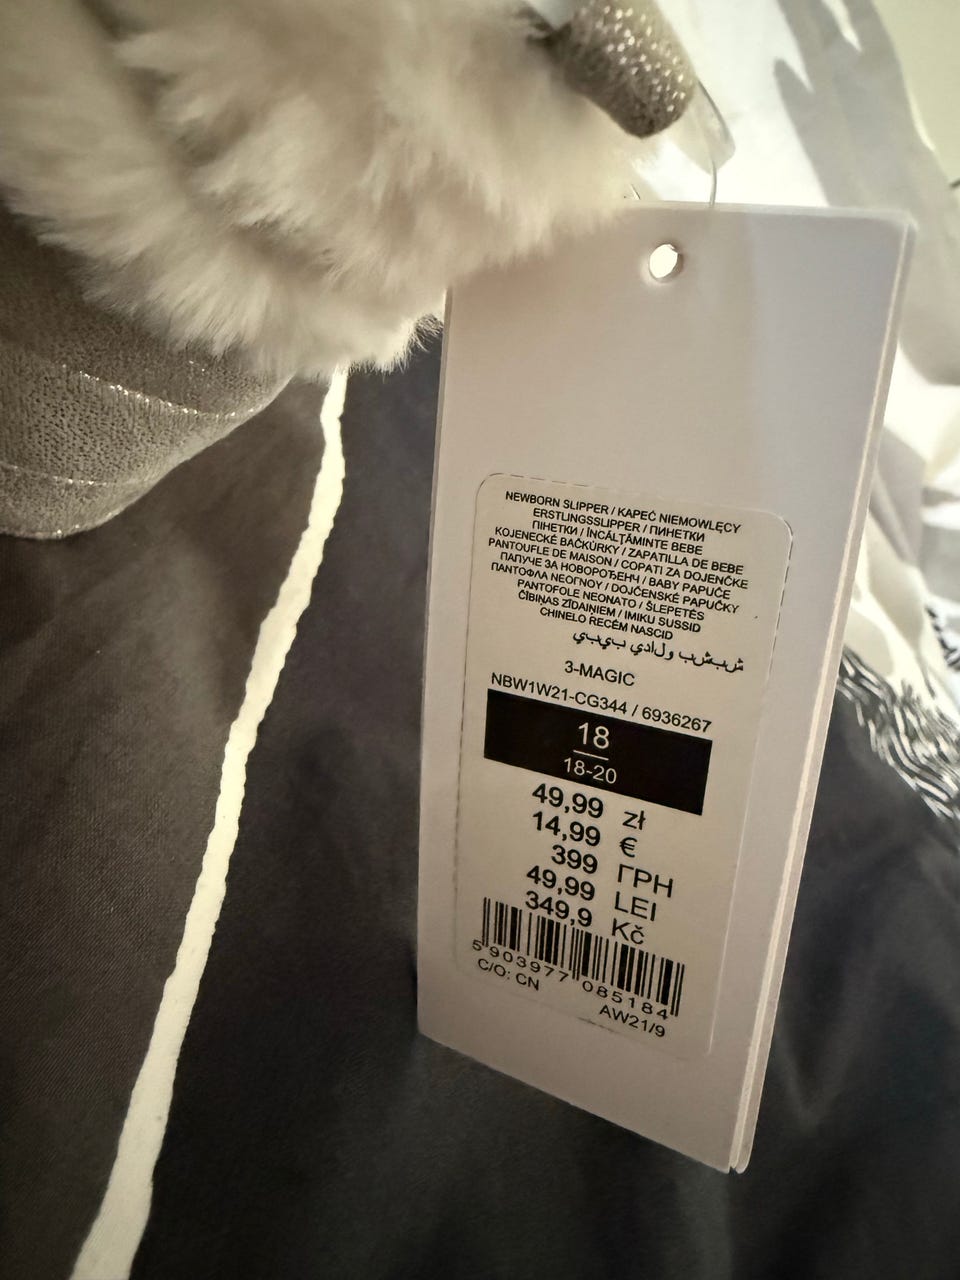 NEWBORN SLIPPER / KAPEĆ NIEMOWLĘCY
ERSTLINGSSLIPPER / ПИНЕТКИ
ПІНЕТКИ / ÎNCĂLȚĂMINTE BEBE
KOJENECKÉ BAČKŮRKY / ZAPATILLA DE BEBE
PANTOUFLE DE MAISON / COPATI ZA DOJENČKE
ПАПУЧЕ ЗА НОВОРОЂЕНЧ / BABY PAPUČE
ΠΑΝΤΟΦΛΑ ΝΕΟΓΝΟΥ / DOJČENSKÉ PAPUČKY
PANTOFOLE NEONATO / ŠLEPETĖS
ČĪBIŅAS ZĪDAIŅIEM / IMIKU SUSSID
CHINELO RECÉM NASCID
شبشب ولادي بيبي
3-MAGIC
NBW1W21-CG344 / 6936267
18
18-20
49,99 zł
14,99 €
399 ГРН
49,99 LEI
349,9 Kč
5 903977 085184
C/O: CN
AW21/9